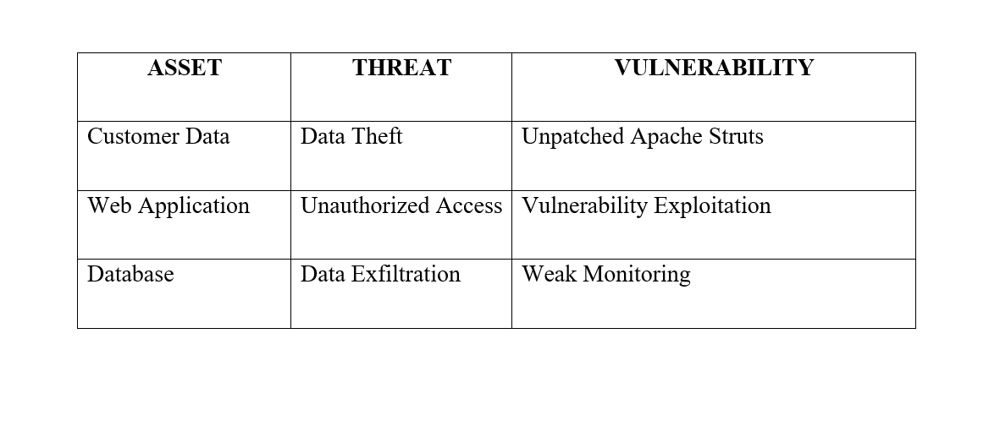 ASSET THREAT VULNERABILITY
Customer Data Data Theft Unpatched Apache Struts
Web Application Unauthorized Access Vulnerability Exploitation
Database Data Exfiltration Weak Monitoring